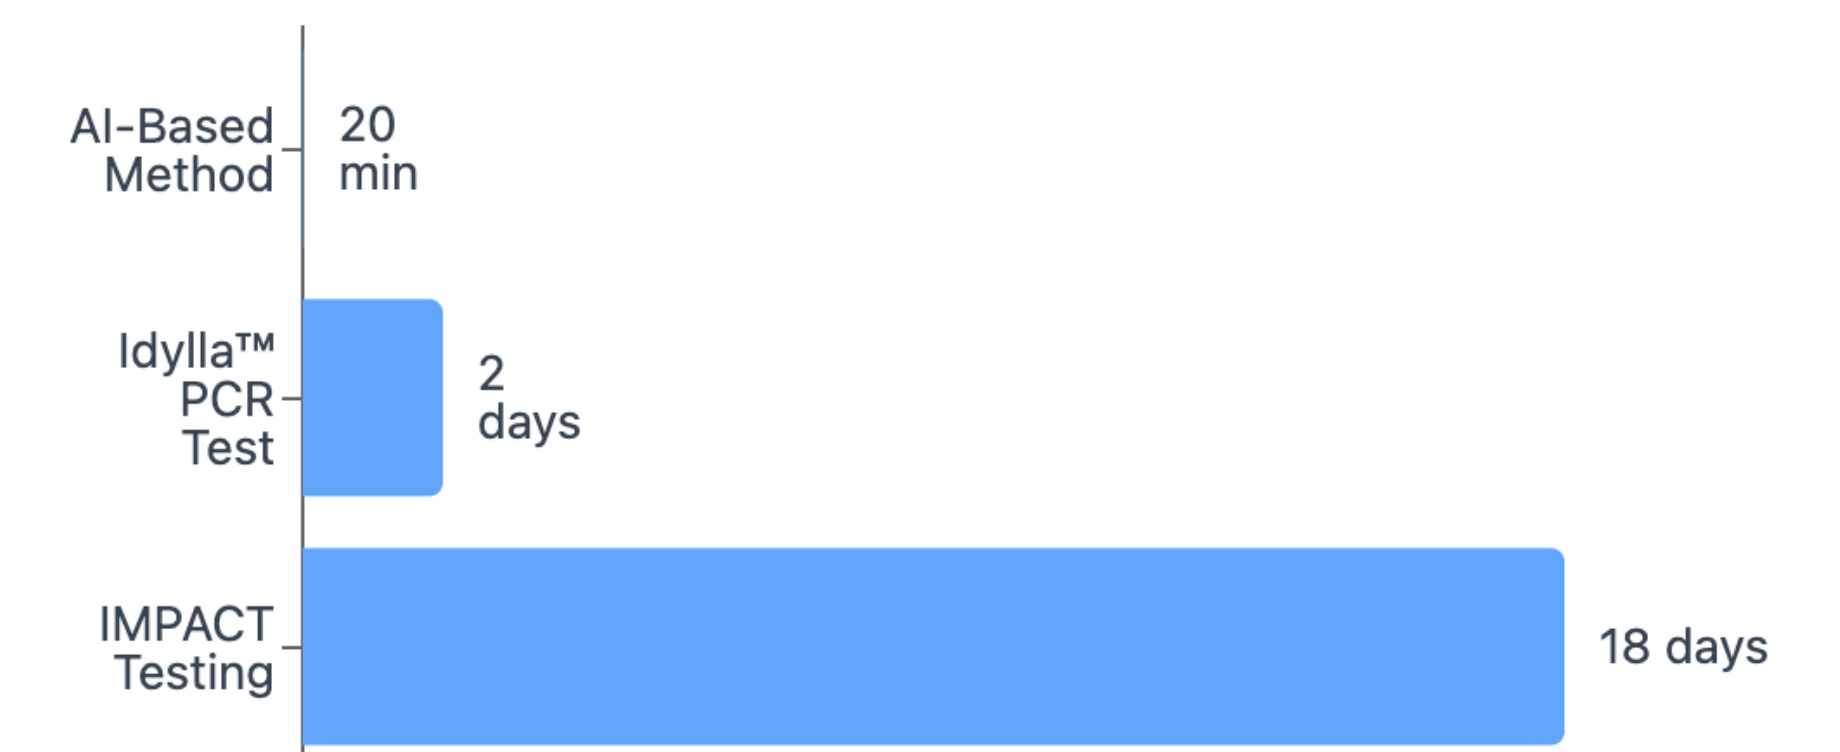 AI-Based
Method
20
min
Idylla™
PCR
Test
2
days
IMPACT
Testing
18 days